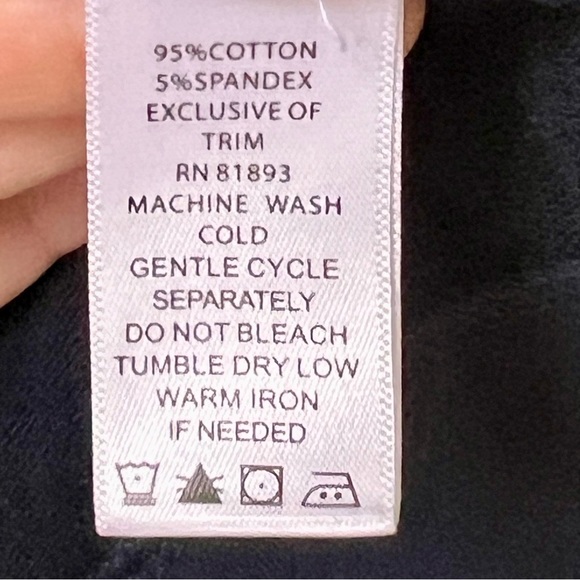 95%COTTON
5%SPANDEX
EXCLUSIVE OF
TRIM
RN 81893
MACHINE WASH
COLD
GENTLE CYCLE
SEPARATELY
DO NOT BLEACH
TUMBLE DRY LOW
WARM IRON
IF NEEDED